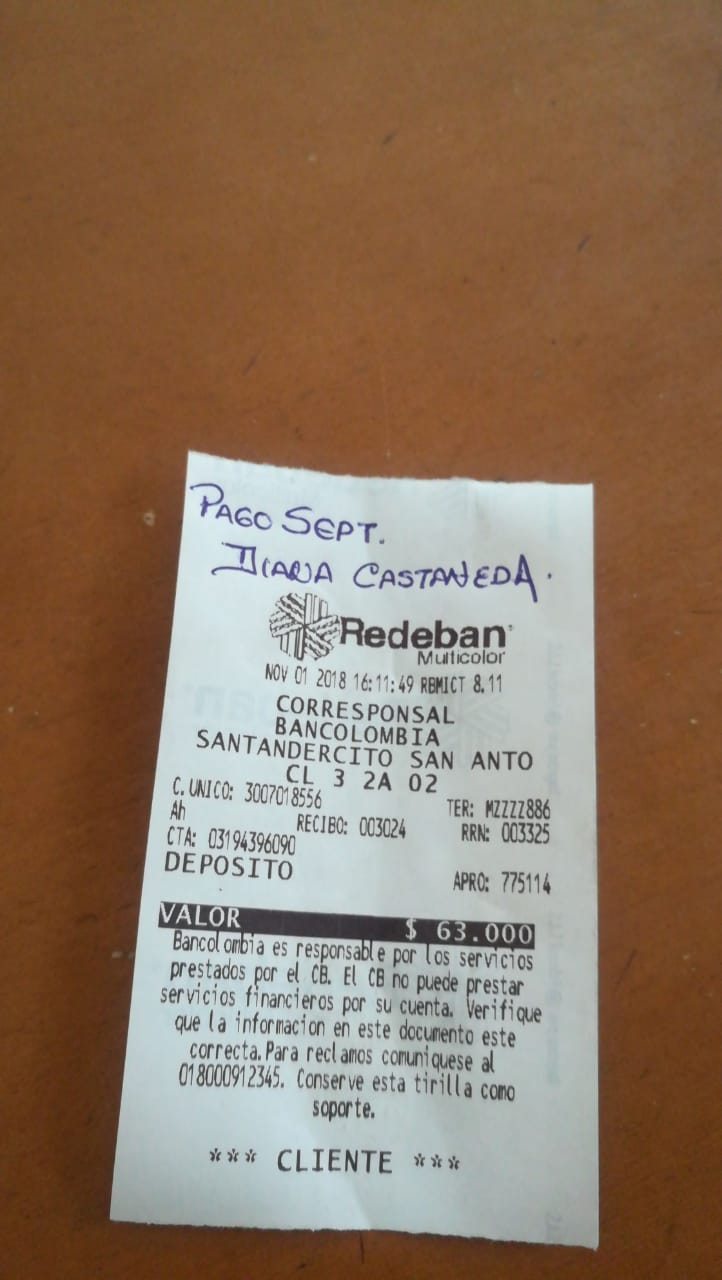 PAGO SEPT.
DIANA CASTAÑEDA.
Redeban
Multicolor
NOV 01 2018 16:11:49 RBMICT 8.11
CORRESPONSAL
BANCOLOMBIA
SANTANDERCITO SAN ANTO
CL 3 2A 02
C. UNICO: 3007018556 TER: MZZZZ886
Ah RECIBO: 003024 RRN: 003325
CTA: 03194396090
DEPOSITO APRO: 775114
VALOR $ 63.000
Bancolombia es responsable por los servicios
prestados por el CB. El CB no puede prestar
servicios financieros por su cuenta. Verifique
que la informacion en este documento este
correcta. Para reclamos comuniquese al
018000912345. Conserve esta tirilla como
soporte.
*** CLIENTE ***